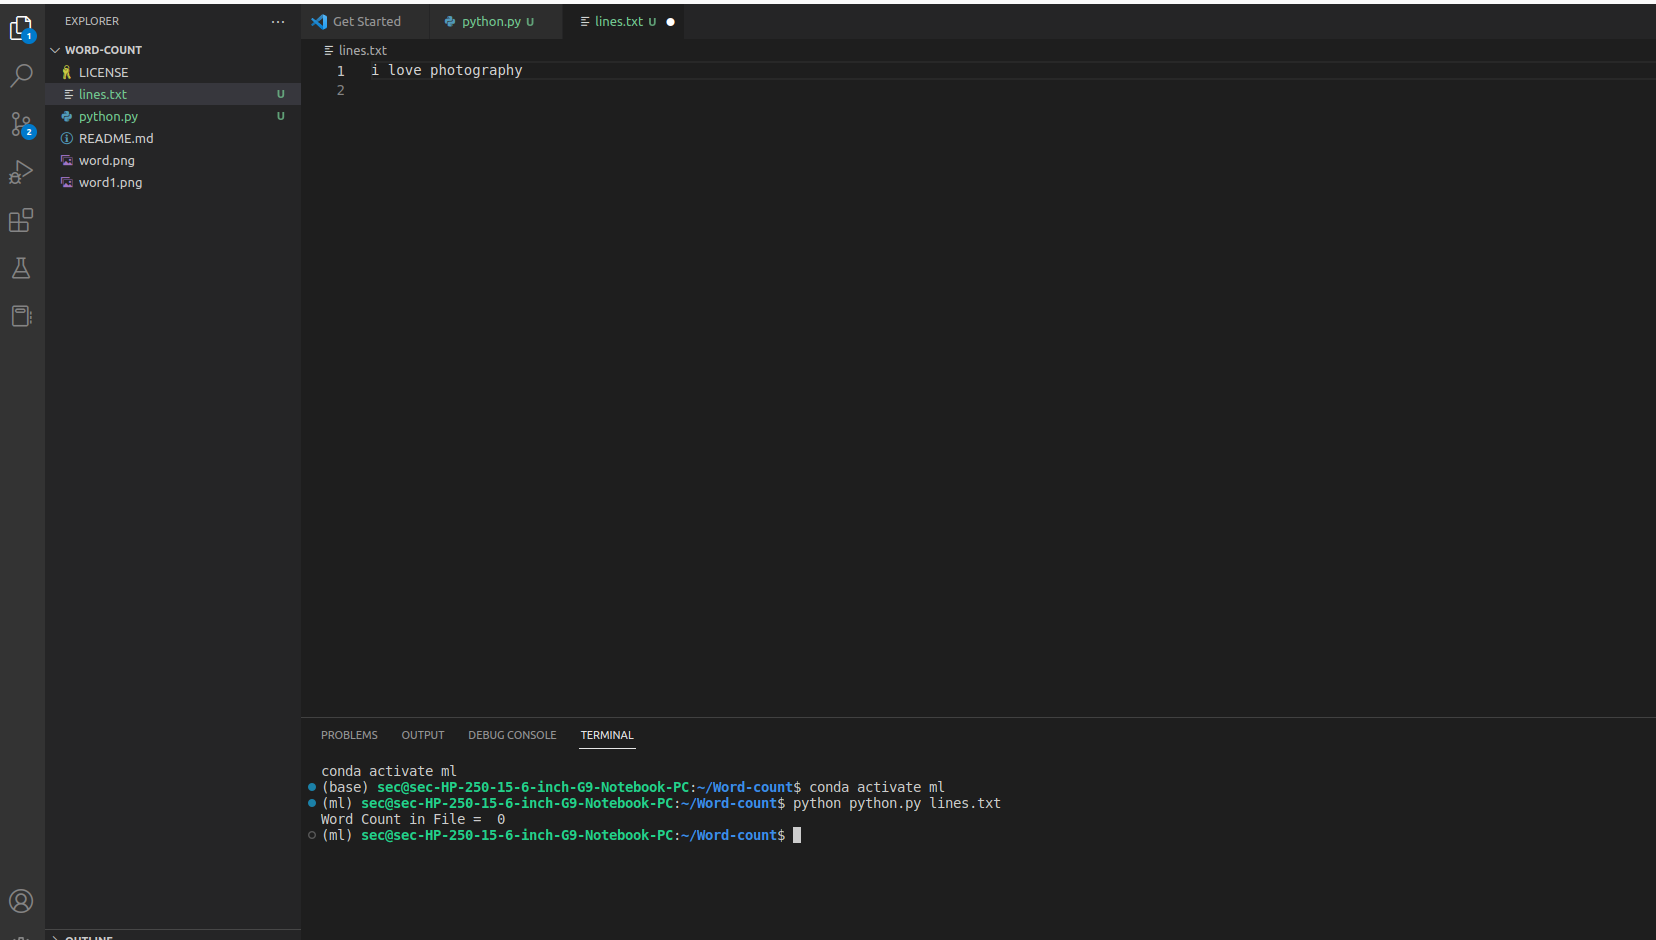 EXPLORER
WORD-COUNT
LICENSE
lines.txt U
python.py U
README.md
word.png
word1.png
OUTLINE
Get Started python.py U lines.txt U
lines.txt
1 i love photography
2
PROBLEMS OUTPUT DEBUG CONSOLE TERMINAL
conda activate ml
(base) sec@sec-HP-250-15-6-inch-G9-Notebook-PC:~/Word-count$ conda activate ml
(ml) sec@sec-HP-250-15-6-inch-G9-Notebook-PC:~/Word-count$ python python.py lines.txt
Word Count in File =  0
(ml) sec@sec-HP-250-15-6-inch-G9-Notebook-PC:~/Word-count$
1
2